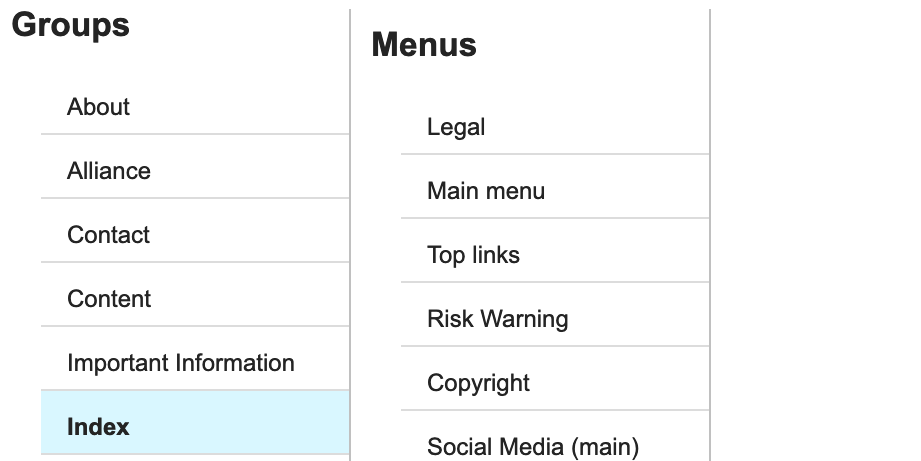 Groups
About
Alliance
Contact
Content
Important Information
Index
Menus
Legal
Main menu
Top links
Risk Warning
Copyright
Social Media (main)